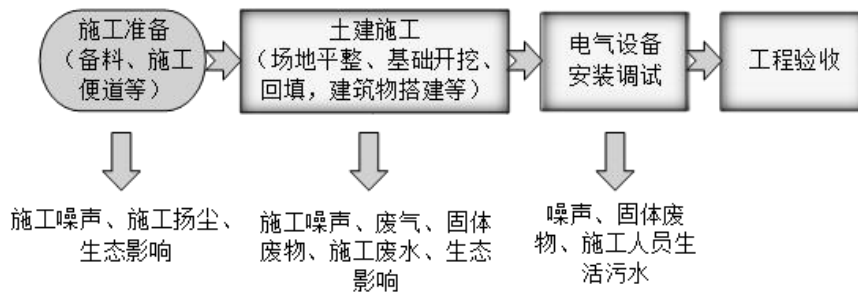 施工准备
（备料、施工
便道等）
土建施工
（场地平整、基础开挖、
回填，建筑物搭建等）
电气设备
安装调试
工程验收
施工噪声、施工扬尘、
生态影响
施工噪声、废气、固体
废物、施工废水、生态
影响
噪声、固体废
物、施工人员生
活污水